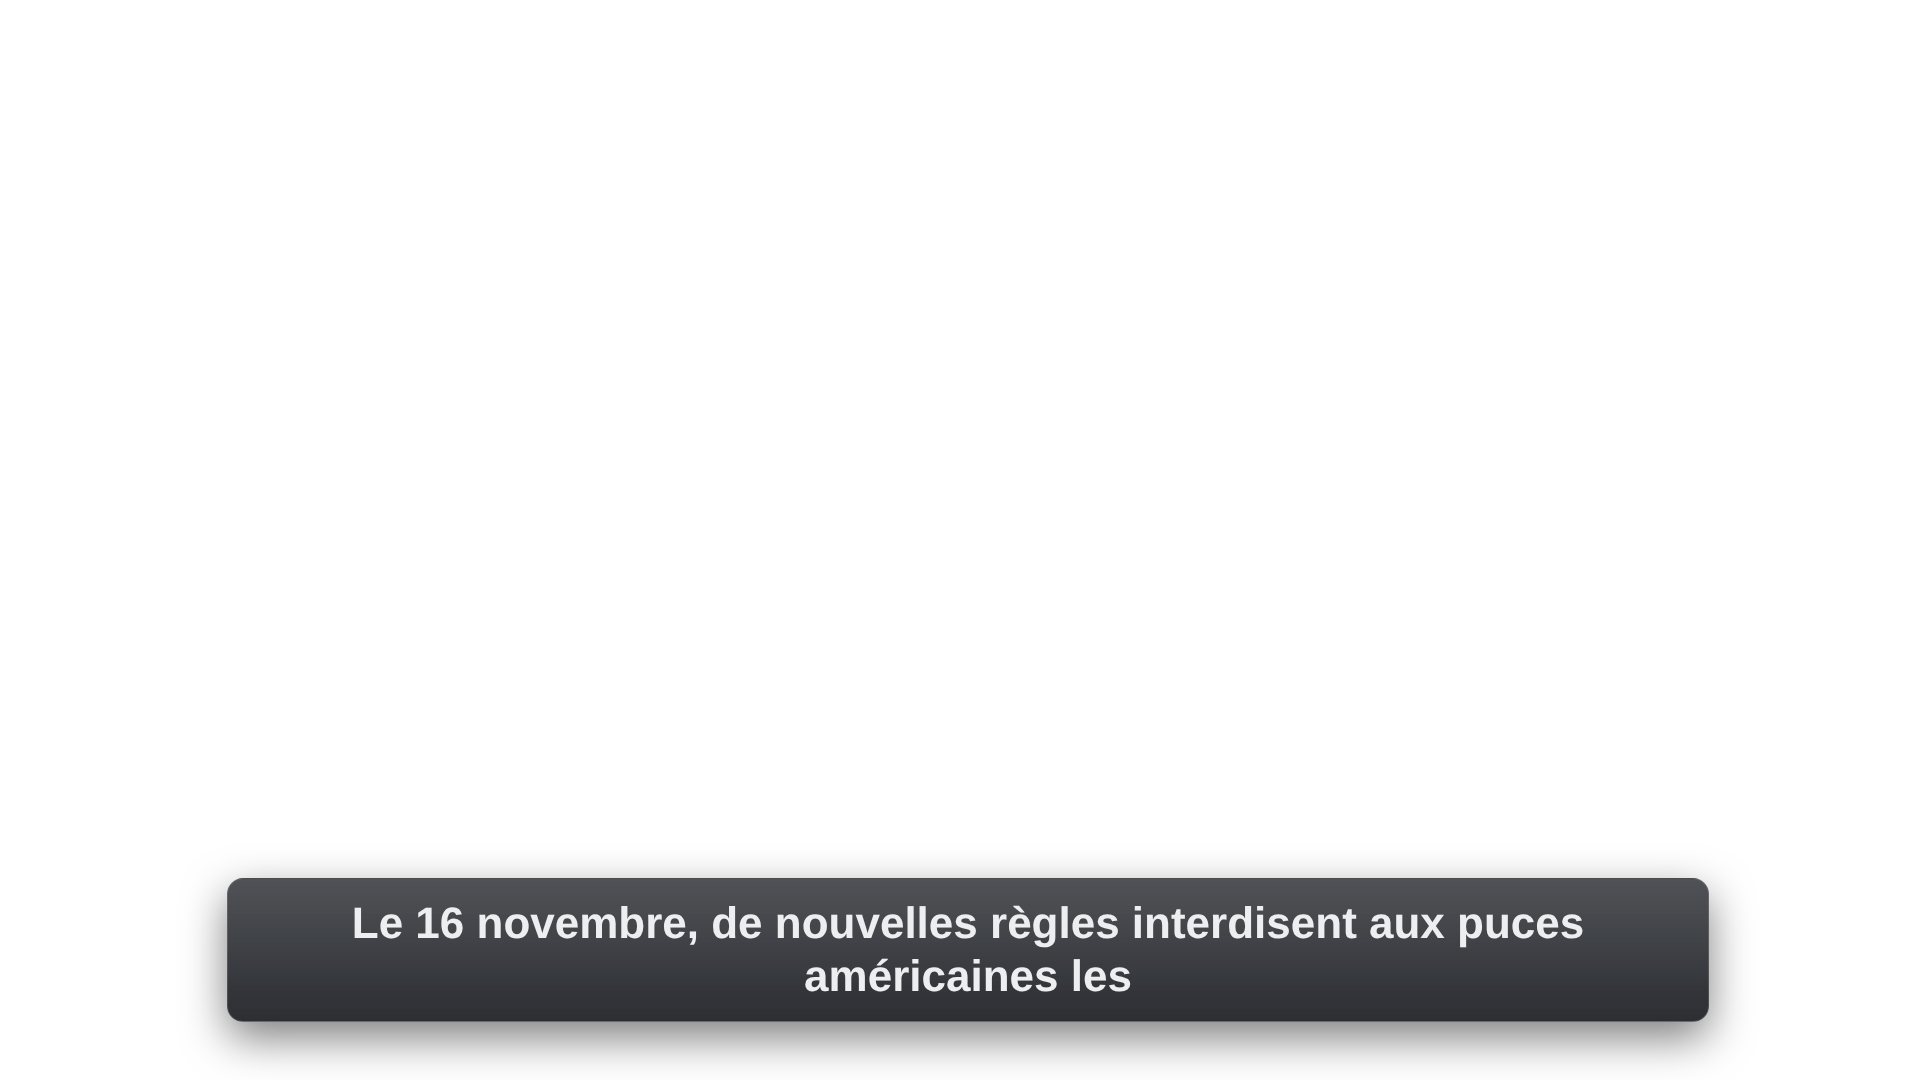 Le 16 novembre, de nouvelles règles interdisent aux puces
américaines les